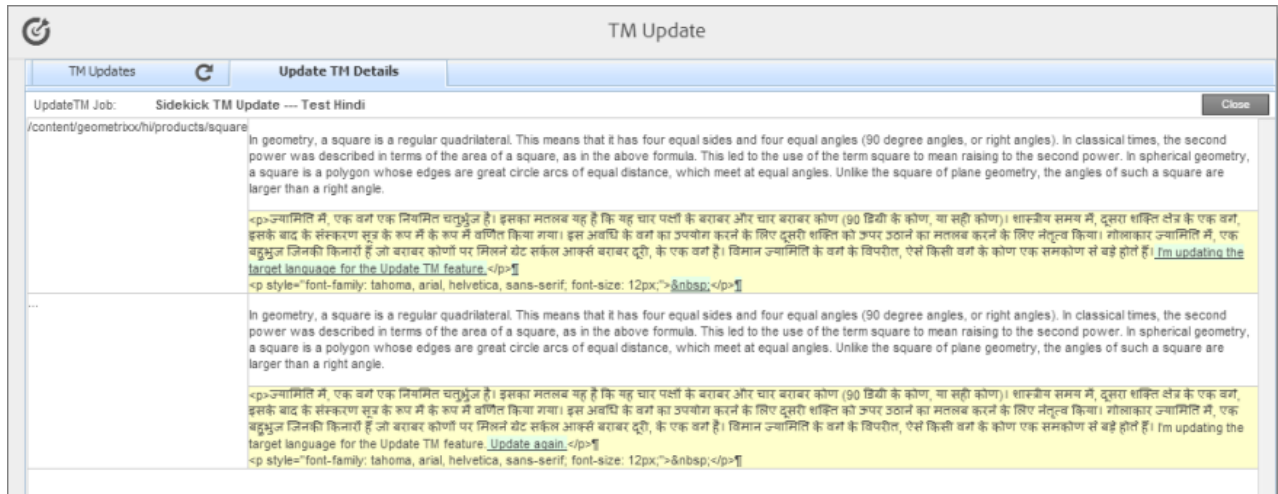 TM Update
TM Updates Update TM Details
UpdateTM Job: Sidekick TM Update --- Test Hindi Close
/content/geometrixx/hi/products/square
In geometry, a square is a regular quadrilateral. This means that it has four equal sides and four equal angles (90 degree angles, or right angles). In classical times, the second
power was described in terms of the area of a square, as in the above formula. This led to the use of the term square to mean raising to the second power. In spherical geometry,
a square is a polygon whose edges are great circle arcs of equal distance, which meet at equal angles. Unlike the square of plane geometry, the angles of such a square are
larger than a right angle.
<p>ज्यामिति में, एक वर्ग एक नियमित चतुर्भुज है। इसका मतलब यह है कि यह चार पक्षों के बराबर और चार बराबर कोण (90 डिग्री के कोण, या सही कोण)। शास्त्रीय समय में, दूसरा शक्ति क्षेत्र के एक वर्ग,
इसके बाद के संस्करण सूत्र के रूप में के रूप में वर्णित किया गया। इस अवधि के वर्ग का उपयोग करने के लिए दूसरी शक्ति को ऊपर उठाने का मतलब करने के लिए नेतृत्व किया। गोलाकार ज्यामिति में, एक
बहुभुज जिनकी किनारों हैं जो बराबर कोणों पर मिलने ग्रेट सर्कल आर्क्स बराबर दूरी, के एक वर्ग है। विमान ज्यामिति के वर्ग के विपरीत, ऐसे किसी वर्ग के कोण एक समकोण से बड़े होते हैं। I'm updating the
target language for the Update TM feature.</p>¶
<p style="font-family: tahoma, arial, helvetica, sans-serif; font-size: 12px;">&nbsp;</p>¶
...
In geometry, a square is a regular quadrilateral. This means that it has four equal sides and four equal angles (90 degree angles, or right angles). In classical times, the second
power was described in terms of the area of a square, as in the above formula. This led to the use of the term square to mean raising to the second power. In spherical geometry,
a square is a polygon whose edges are great circle arcs of equal distance, which meet at equal angles. Unlike the square of plane geometry, the angles of such a square are
larger than a right angle.
<p>ज्यामिति में, एक वर्ग एक नियमित चतुर्भुज है। इसका मतलब यह है कि यह चार पक्षों के बराबर और चार बराबर कोण (90 डिग्री के कोण, या सही कोण)। शास्त्रीय समय में, दूसरा शक्ति क्षेत्र के एक वर्ग,
इसके बाद के संस्करण सूत्र के रूप में के रूप में वर्णित किया गया। इस अवधि के वर्ग का उपयोग करने के लिए दूसरी शक्ति को ऊपर उठाने का मतलब करने के लिए नेतृत्व किया। गोलाकार ज्यामिति में, एक
बहुभुज जिनकी किनारों हैं जो बराबर कोणों पर मिलने ग्रेट सर्कल आर्क्स बराबर दूरी, के एक वर्ग है। विमान ज्यामिति के वर्ग के विपरीत, ऐसे किसी वर्ग के कोण एक समकोण से बड़े होते हैं। I'm updating the
target language for the Update TM feature. Update again.</p>¶
<p style="font-family: tahoma, arial, helvetica, sans-serif; font-size: 12px;">&nbsp;</p>¶